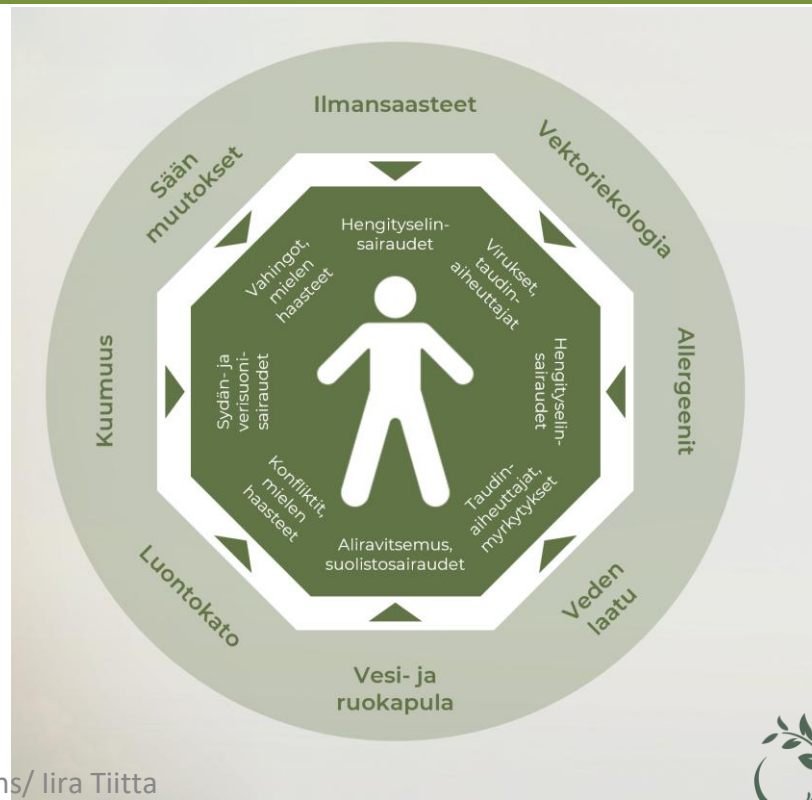 Ilmansaasteet
Vektoriekologia
Allergeenit
Veden
laatu
Vesi- ja
ruokapula
Luontokato
Kuumuus
Sään
muutokset
Hengityselin-
sairaudet
Virukset,
taudin-
aiheuttajat
Hengityselin-
sairaudet
Taudin-
aiheuttajat,
myrkytykset
Aliravitsemus,
suolistosairaudet
Konfliktit,
mielen
haasteet
Sydän- ja
verisuoni-
sairaudet
Vahingot,
mielen
haasteet
/ Iira Tiitta